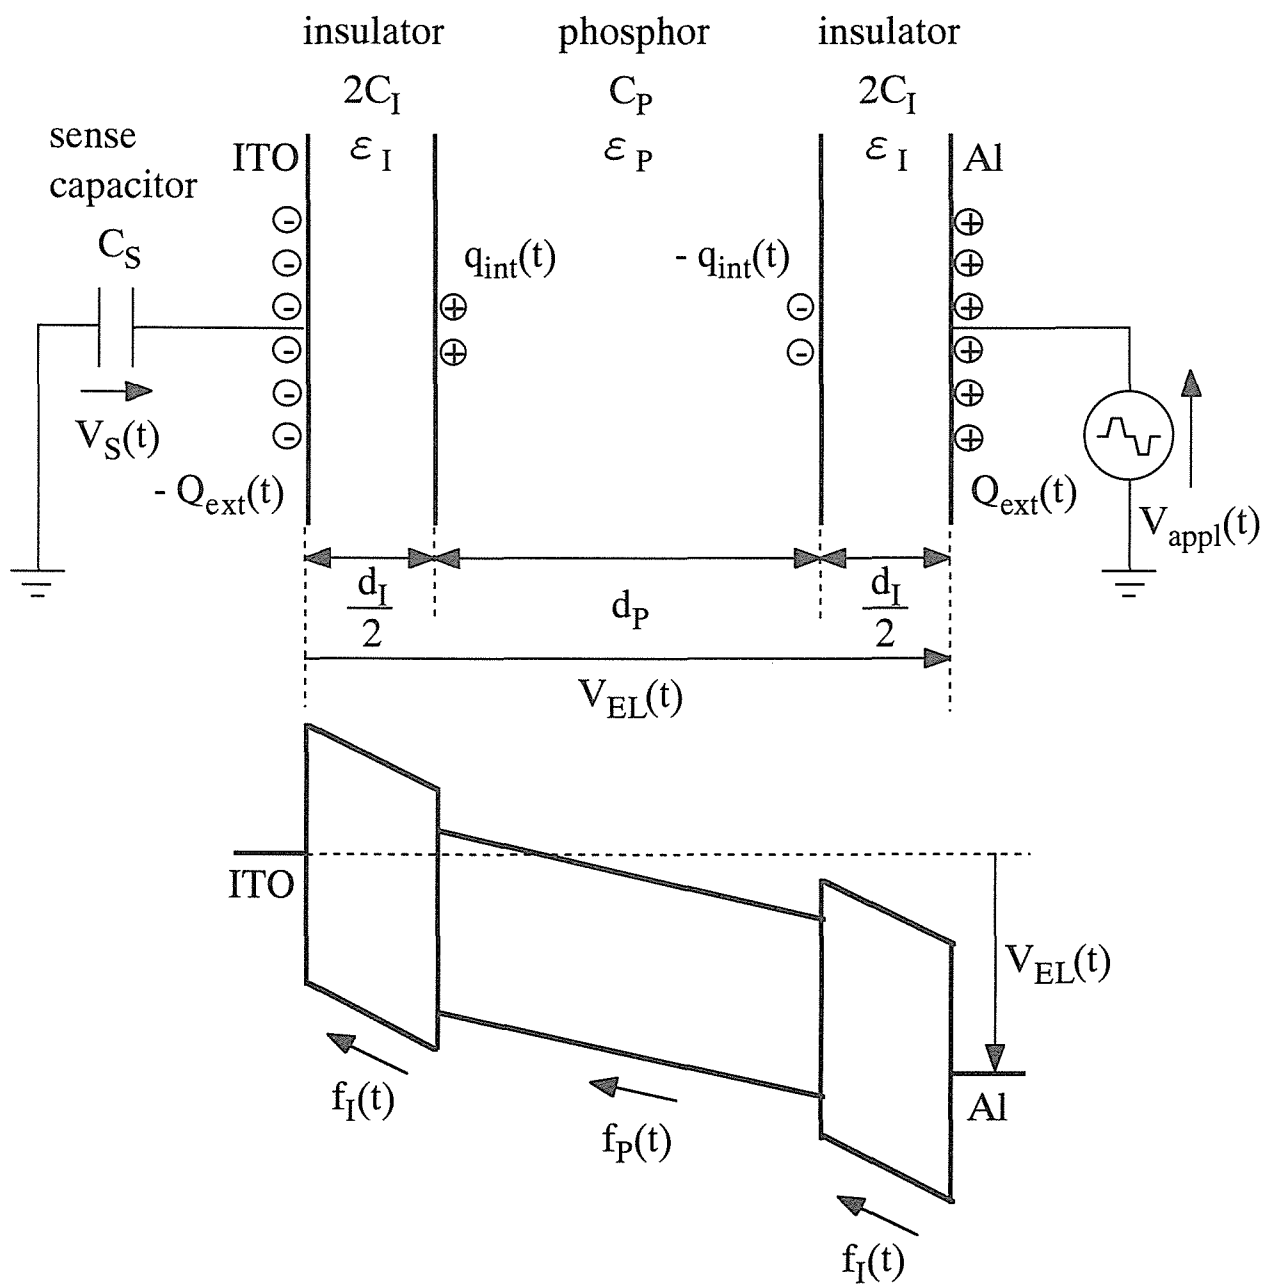 insulator phosphor insulator
2C_I C_P 2C_I
sense
capacitor
ITO ε_I ε_P ε_I Al
C_S
q_int(t) - q_int(t)
V_S(t)
- Q_ext(t) Q_ext(t)
V_appl(t)
d_I/2 d_P d_I/2
V_EL(t)
ITO
V_EL(t)
Al
f_I(t)
f_P(t)
f_I(t)